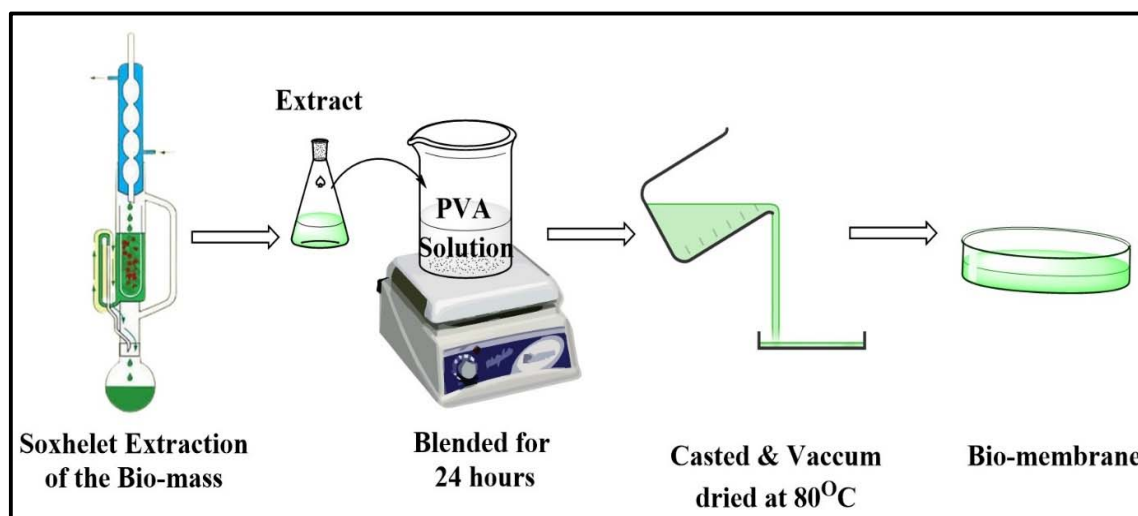 Extract
PVA
Solution
Soxhelet Extraction
of the Bio-mass
Blended for
24 hours
Casted & Vaccum
dried at 80⁰C
Bio-membrane